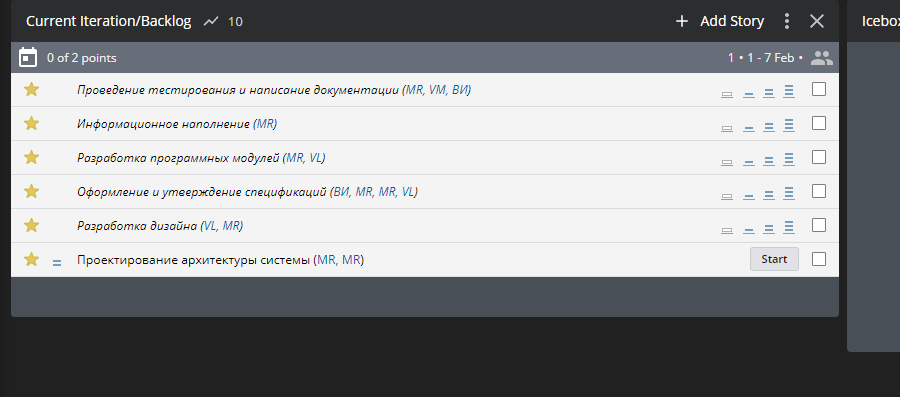 Current Iteration/Backlog 10 + Add Story
0 of 2 points 1 • 1 - 7 Feb •
Проведение тестирования и написание документации (MR, VM, ВИ)
Информационное наполнение (MR)
Разработка программных модулей (MR, VL)
Оформление и утверждение спецификаций (ВИ, MR, MR, VL)
Разработка дизайна (VL, MR)
Проектирование архитектуры системы (MR, MR) Start